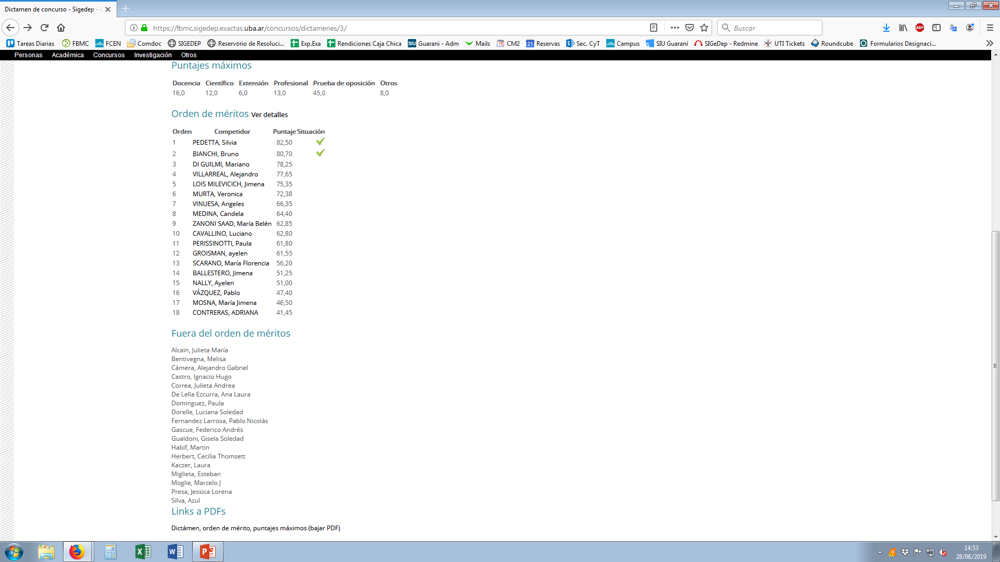 Dictamen de concurso - Sigedep -
https://fbmc.sigedep.exactas.uba.ar/concursos/dictamenes/3/
Buscar
Tareas Diarias FBMC FCEN Comdoc SIGEDEP Reservorio de Resoluci... Exp.Exa Rendiciones Caja Chica SIU Guarani - Adm Mails 12 CM2 21 Reservas Sec. CyT Campus SIU Guaraní SIGeDep - Redmine UTI Tickets Roundcube Formularios Designaci...
Personas Académica Concursos Investigación Otros
Puntajes máximos
Docencia Científico Extensión Profesional Prueba de oposición Otros
16,0 12,0 6,0 13,0 45,0 8,0
Orden de méritos Ver detalles
Orden Competidor Puntaje Situación
1 PEDETTA, Silvia 82,50
2 BIANCHI, Bruno 80,70
3 DI GUILMI, Mariano 78,25
4 VILLARREAL, Alejandro 77,65
5 LOIS MILEVICICH, Jimena 75,35
6 MURTA, Veronica 72,38
7 VINUESA, Angeles 66,35
8 MEDINA, Candela 64,40
9 ZANONI SAAD, María Belén 62,85
10 CAVALLINO, Luciano 62,80
11 PERISSINOTTI, Paula 61,80
12 GROISMAN, ayelen 61,55
13 SCARANO, María Florencia 56,20
14 BALLESTERO, Jimena 51,25
15 NALLY, Ayelen 51,00
16 VÁZQUEZ, Pablo 47,40
17 MOSNA, María Jimena 46,50
18 CONTRERAS, ADRIANA 41,45
Fuera del orden de méritos
Alcain, Julieta María
Bentivegna, Melisa
Cámera, Alejandro Gabriel
Castro, Ignacio Hugo
Correa, Julieta Andrea
De Lella Ezcurra, Ana Laura
Dominguez, Paula
Dorelle, Luciana Soledad
Fernandez Larrosa, Pablo Nicolás
Gascue, Federico Andrés
Gualdoni, Gisela Soledad
Habif, Martin
Herbert, Cecilia Thomsett
Kaczer, Laura
Miglieta, Esteban
Moglie, Marcelo J
Presa, Jessica Lorena
Silva, Azul
Links a PDFs
Dictámen, orden de mérito, puntajes máximos (bajar PDF)
14:53
28/06/2019